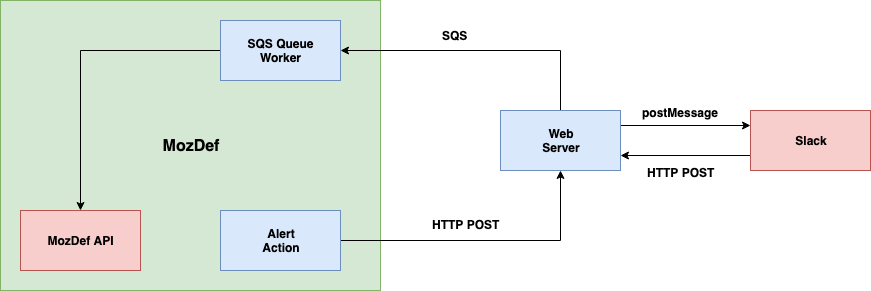 SQS Queue
Worker
SQS
MozDef
postMessage
Web
Server
Slack
HTTP POST
MozDef API
Alert
Action
HTTP POST